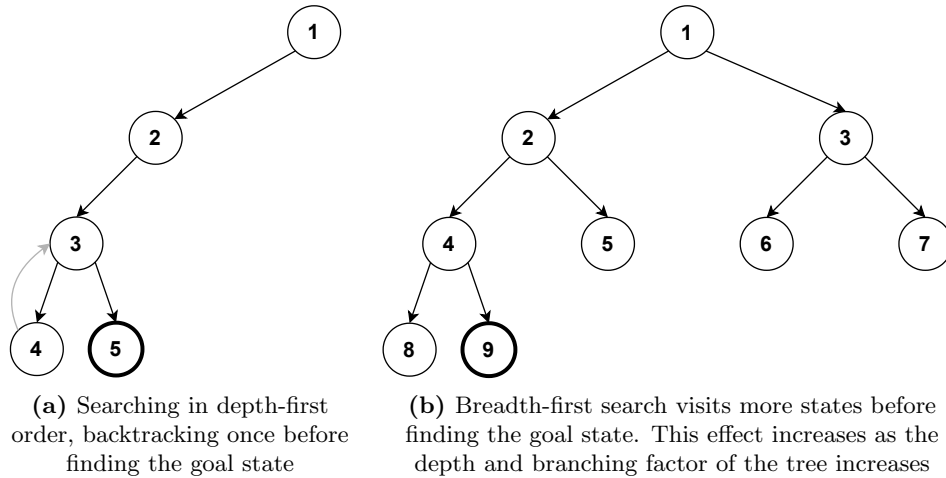 1
2
3
4
5
(a) Searching in depth-first
order, backtracking once before
finding the goal state
1
2
3
4
5
6
7
8
9
(b) Breadth-first search visits more states before
finding the goal state. This effect increases as the
depth and branching factor of the tree increases